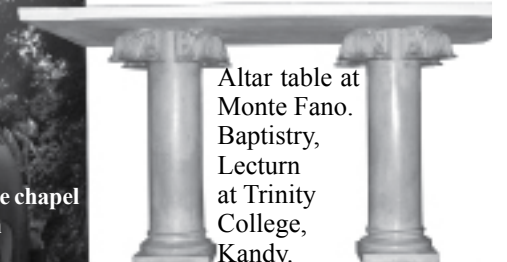 Altar table at
Monte Fano.
Baptistry,
Lecturn
at Trinity
College,
Kandy.
e chapel